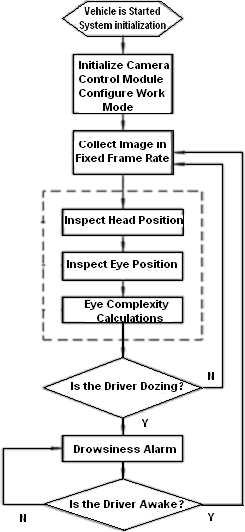 Vehicle is Started
System initialization
Initialize Camera
Control Module
Configure Work
Mode
Collect Image in
Fixed Frame Rate
Inspect Head Position
Inspect Eye Position
Eye Complexity
Calculations
Is the Driver Dozing?
N
Y
Drowsiness Alarm
Is the Driver Awake?
N
Y